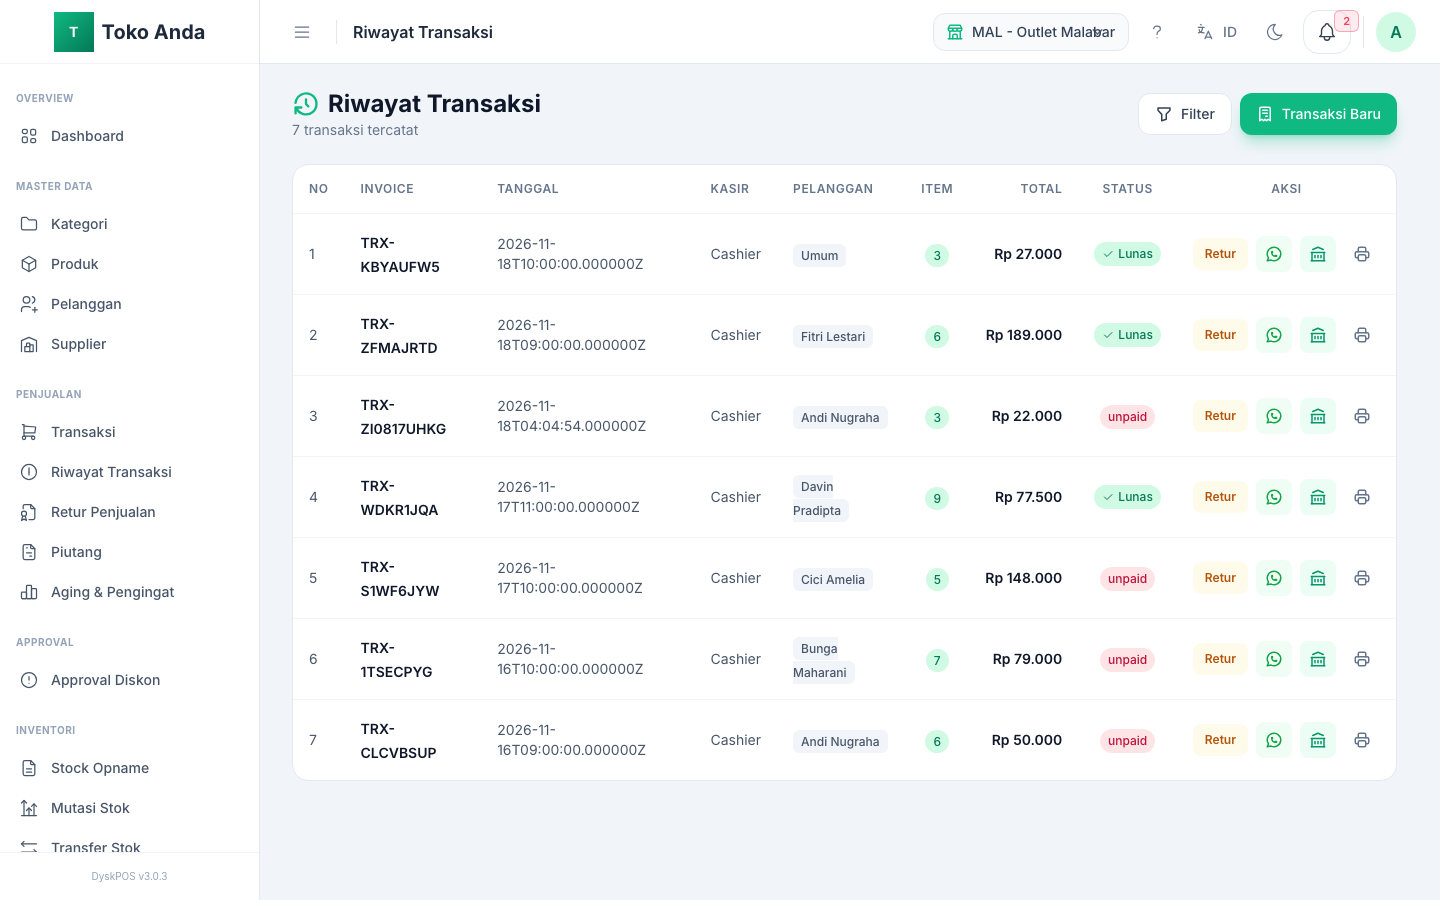 T Toko Anda
OVERVIEW
Dashboard
MASTER DATA
Kategori
Produk
Pelanggan
Supplier
PENJUALAN
Transaksi
Riwayat Transaksi
Retur Penjualan
Piutang
Aging & Pengingat
APPROVAL
Approval Diskon
INVENTORI
Stock Opname
Mutasi Stok
Transfer Stok
DyskPOS v3.0.3
Riwayat Transaksi
MAL - Outlet Malabar
?
ID
2
A
Riwayat Transaksi
7 transaksi tercatat
Filter
Transaksi Baru
NO INVOICE TANGGAL KASIR PELANGGAN ITEM TOTAL STATUS AKSI
1 TRX-KBYAUFW5 2026-11-18T10:00:00.000000Z Cashier Umum 3 Rp 27.000 Lunas Retur
2 TRX-ZFMAJRTD 2026-11-18T09:00:00.000000Z Cashier Fitri Lestari 6 Rp 189.000 Lunas Retur
3 TRX-ZI0817UHKG 2026-11-18T04:04:54.000000Z Cashier Andi Nugraha 3 Rp 22.000 unpaid Retur
4 TRX-WDKR1JQA 2026-11-17T11:00:00.000000Z Cashier Davin Pradipta 9 Rp 77.500 Lunas Retur
5 TRX-S1WF6JYW 2026-11-17T10:00:00.000000Z Cashier Cici Amelia 5 Rp 148.000 unpaid Retur
6 TRX-1TSECPYG 2026-11-16T10:00:00.000000Z Cashier Bunga Maharani 7 Rp 79.000 unpaid Retur
7 TRX-CLCVBSUP 2026-11-16T09:00:00.000000Z Cashier Andi Nugraha 6 Rp 50.000 unpaid Retur